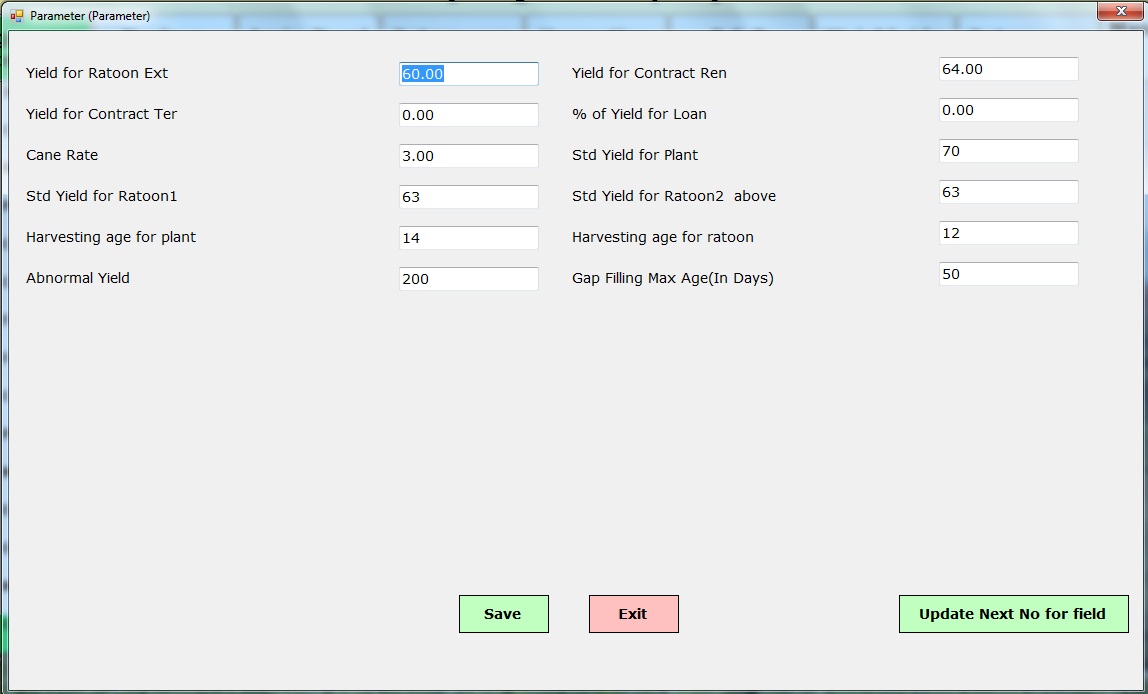 Parameter (Parameter)
Yield for Ratoon Ext 60.00 Yield for Contract Ren 64.00
Yield for Contract Ter 0.00 % of Yield for Loan 0.00
Cane Rate 3.00 Std Yield for Plant 70
Std Yield for Ratoon1 63 Std Yield for Ratoon2  above 63
Harvesting age for plant 14 Harvesting age for ratoon 12
Abnormal Yield 200 Gap Filling Max Age(In Days) 50
Save Exit Update Next No for field